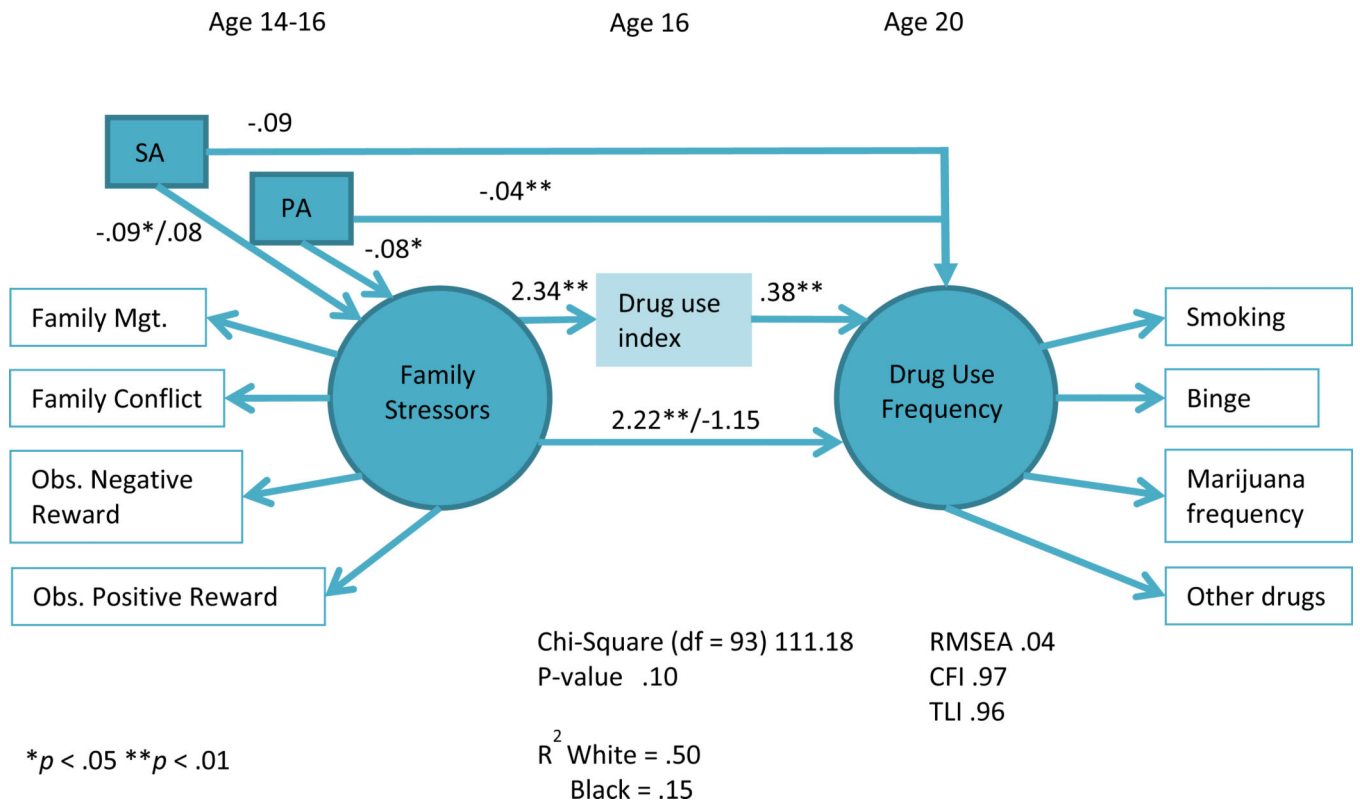 Age 14-16
Age 16
Age 20
SA
-.09
PA
-.04**
-.09*/.08
-.08*
2.34**
Drug use
index
.38**
Family Mgt.
Family Conflict
Obs. Negative
Reward
Obs. Positive Reward
Family
Stressors
2.22**/-1.15
Drug Use
Frequency
Smoking
Binge
Marijuana
frequency
Other drugs
Chi-Square (df = 93) 111.18
P-value .10
RMSEA .04
CFI .97
TLI .96
R² White = .50
Black = .15
*p < .05 **p < .01